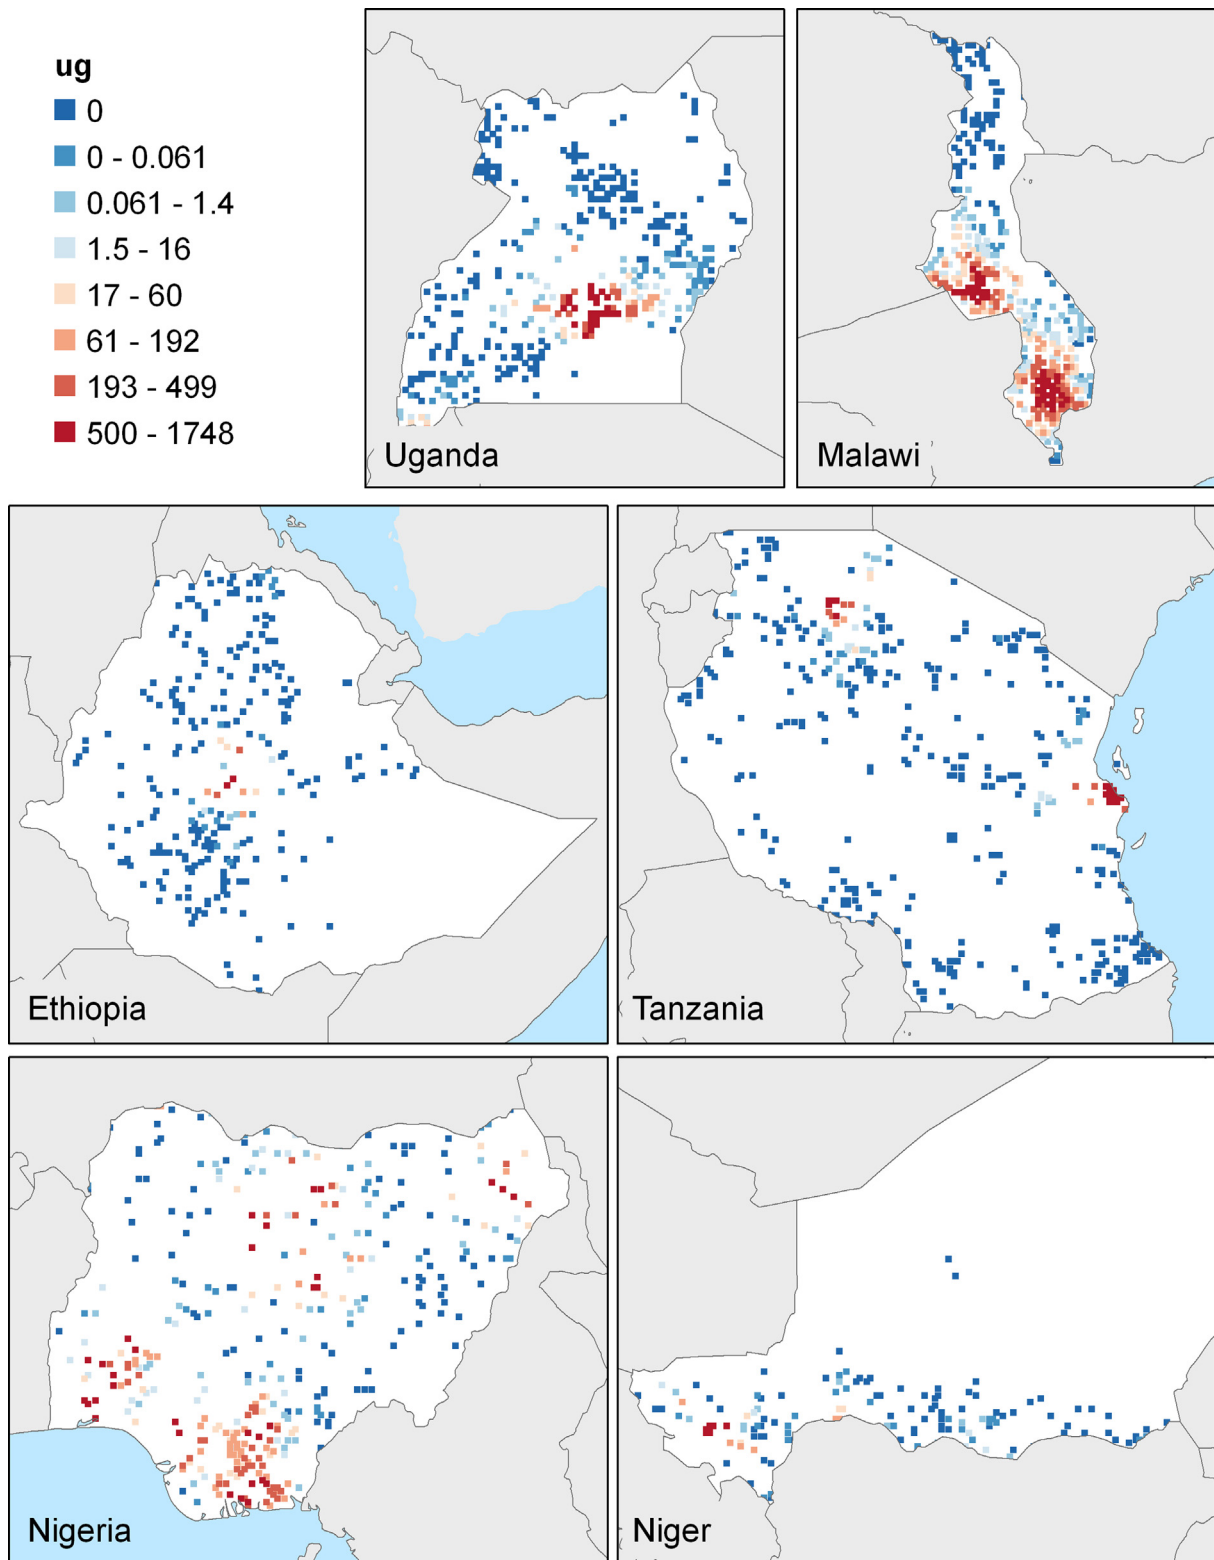 ug
0
0 - 0.061
0.061 - 1.4
1.5 - 16
17 - 60
61 - 192
193 - 499
500 - 1748
Uganda
Malawi
Ethiopia
Tanzania
Nigeria
Niger